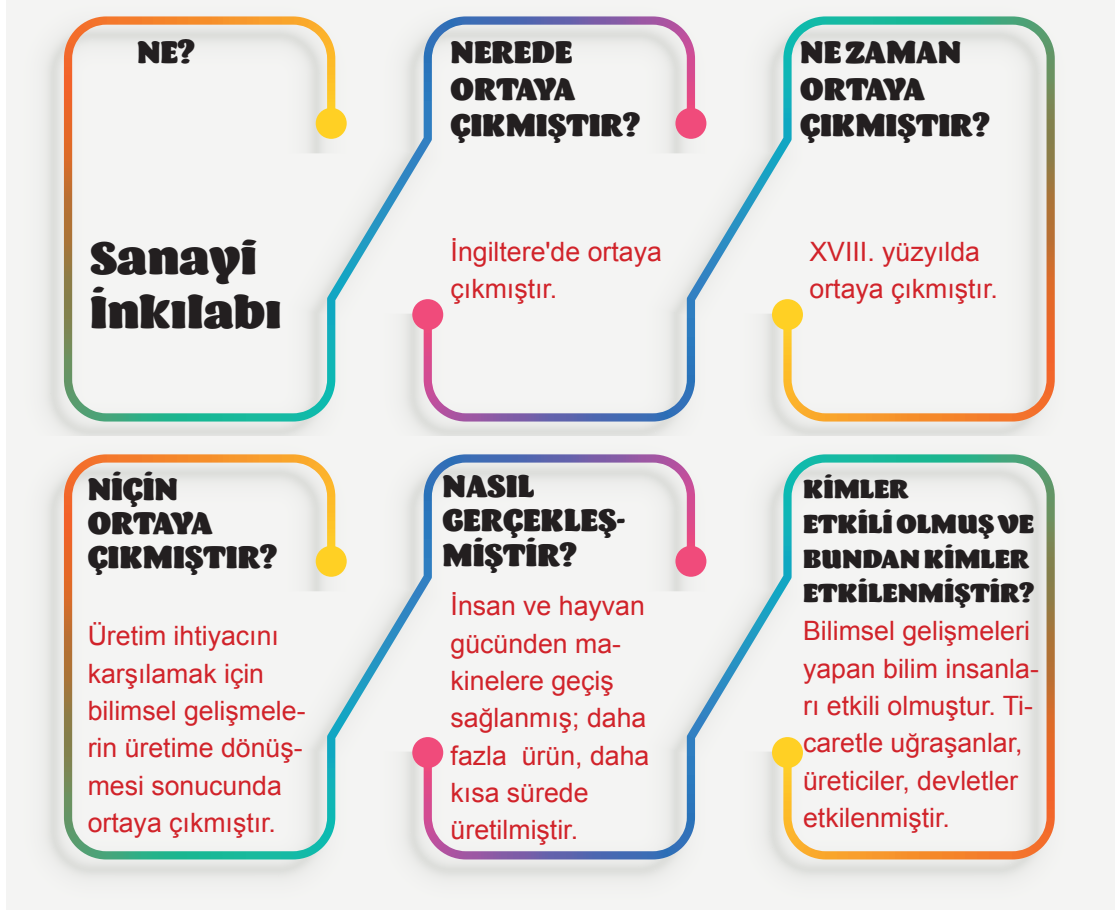 NE?
Sanayi
İnkılabı
NEREDE
ORTAYA
ÇIKMIŞTIR?
İngiltere'de ortaya
çıkmıştır.
NE ZAMAN
ORTAYA
ÇIKMIŞTIR?
XVIII. yüzyılda
ortaya çıkmıştır.
NİÇİN
ORTAYA
ÇIKMIŞTIR?
Üretim ihtiyacını
karşılamak için
bilimsel gelişmele-
rin üretime dönüş-
mesi sonucunda
ortaya çıkmıştır.
NASIL
GERÇEKLEŞ-
MİŞTİR?
İnsan ve hayvan
gücünden ma-
kinelere geçiş
sağlanmış; daha
fazla  ürün, daha
kısa sürede
üretilmiştir.
KİMLER
ETKİLİ OLMUŞ VE
BUNDAN KİMLER
ETKİLENMİŞTİR?
Bilimsel gelişmeleri
yapan bilim insanla-
rı etkili olmuştur. Ti-
caretle uğraşanlar,
üreticiler, devletler
etkilenmiştir.